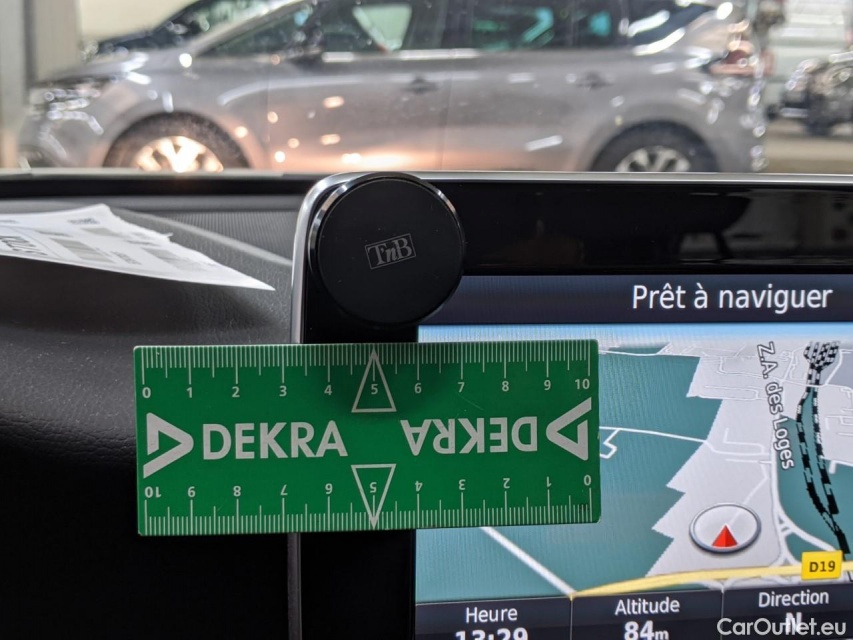 TnB
Prêt à naviguer
0 1 2 3 4 5 6 7 8 9 10
DEKRA DEKRA
10 9 8 7 6 5 4 3 2 1 0
Z.A. des Loges
D19
Heure
13:29
Altitude
84m
Direction
N
CarOutlet.eu